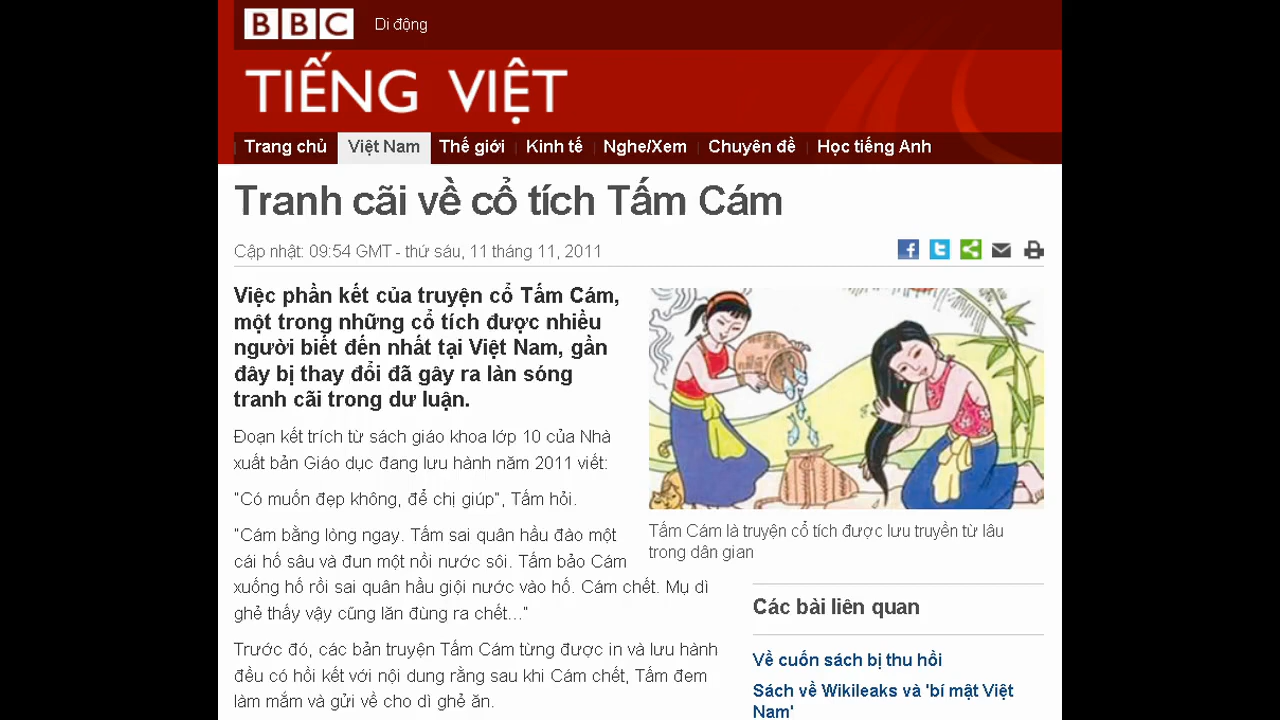 BBC Di động
TIẾNG VIỆT
Trang chủ Việt Nam Thế giới Kinh tế Nghe/Xem Chuyên đề Học tiếng Anh
Tranh cãi về cổ tích Tấm Cám
Cập nhật: 09:54 GMT - thứ sáu, 11 tháng 11, 2011
Việc phần kết của truyện cổ Tấm Cám,
một trong những cổ tích được nhiều
người biết đến nhất tại Việt Nam, gần
đây bị thay đổi đã gây ra làn sóng
tranh cãi trong dư luận.
Đoạn kết trích từ sách giáo khoa lớp 10 của Nhà
xuất bản Giáo dục đang lưu hành năm 2011 viết:
"Có muốn đẹp không, để chị giúp", Tấm hỏi.
"Cám bằng lòng ngay. Tấm sai quân hầu đào một
cái hố sâu và đun một nồi nước sôi. Tấm bảo Cám
xuống hố rồi sai quân hầu giội nước vào hố. Cám chết. Mụ dì
ghẻ thấy vậy cũng lăn đùng ra chết..."
Trước đó, các bản truyện Tấm Cám từng được in và lưu hành
đều có hồi kết với nội dung rằng sau khi Cám chết, Tấm đem
làm mắm và gửi về cho dì ghẻ ăn.
Tấm Cám là truyện cổ tích được lưu truyền từ lâu
trong dân gian
Các bài liên quan
Về cuốn sách bị thu hồi
Sách về Wikileaks và 'bí mật Việt
Nam'